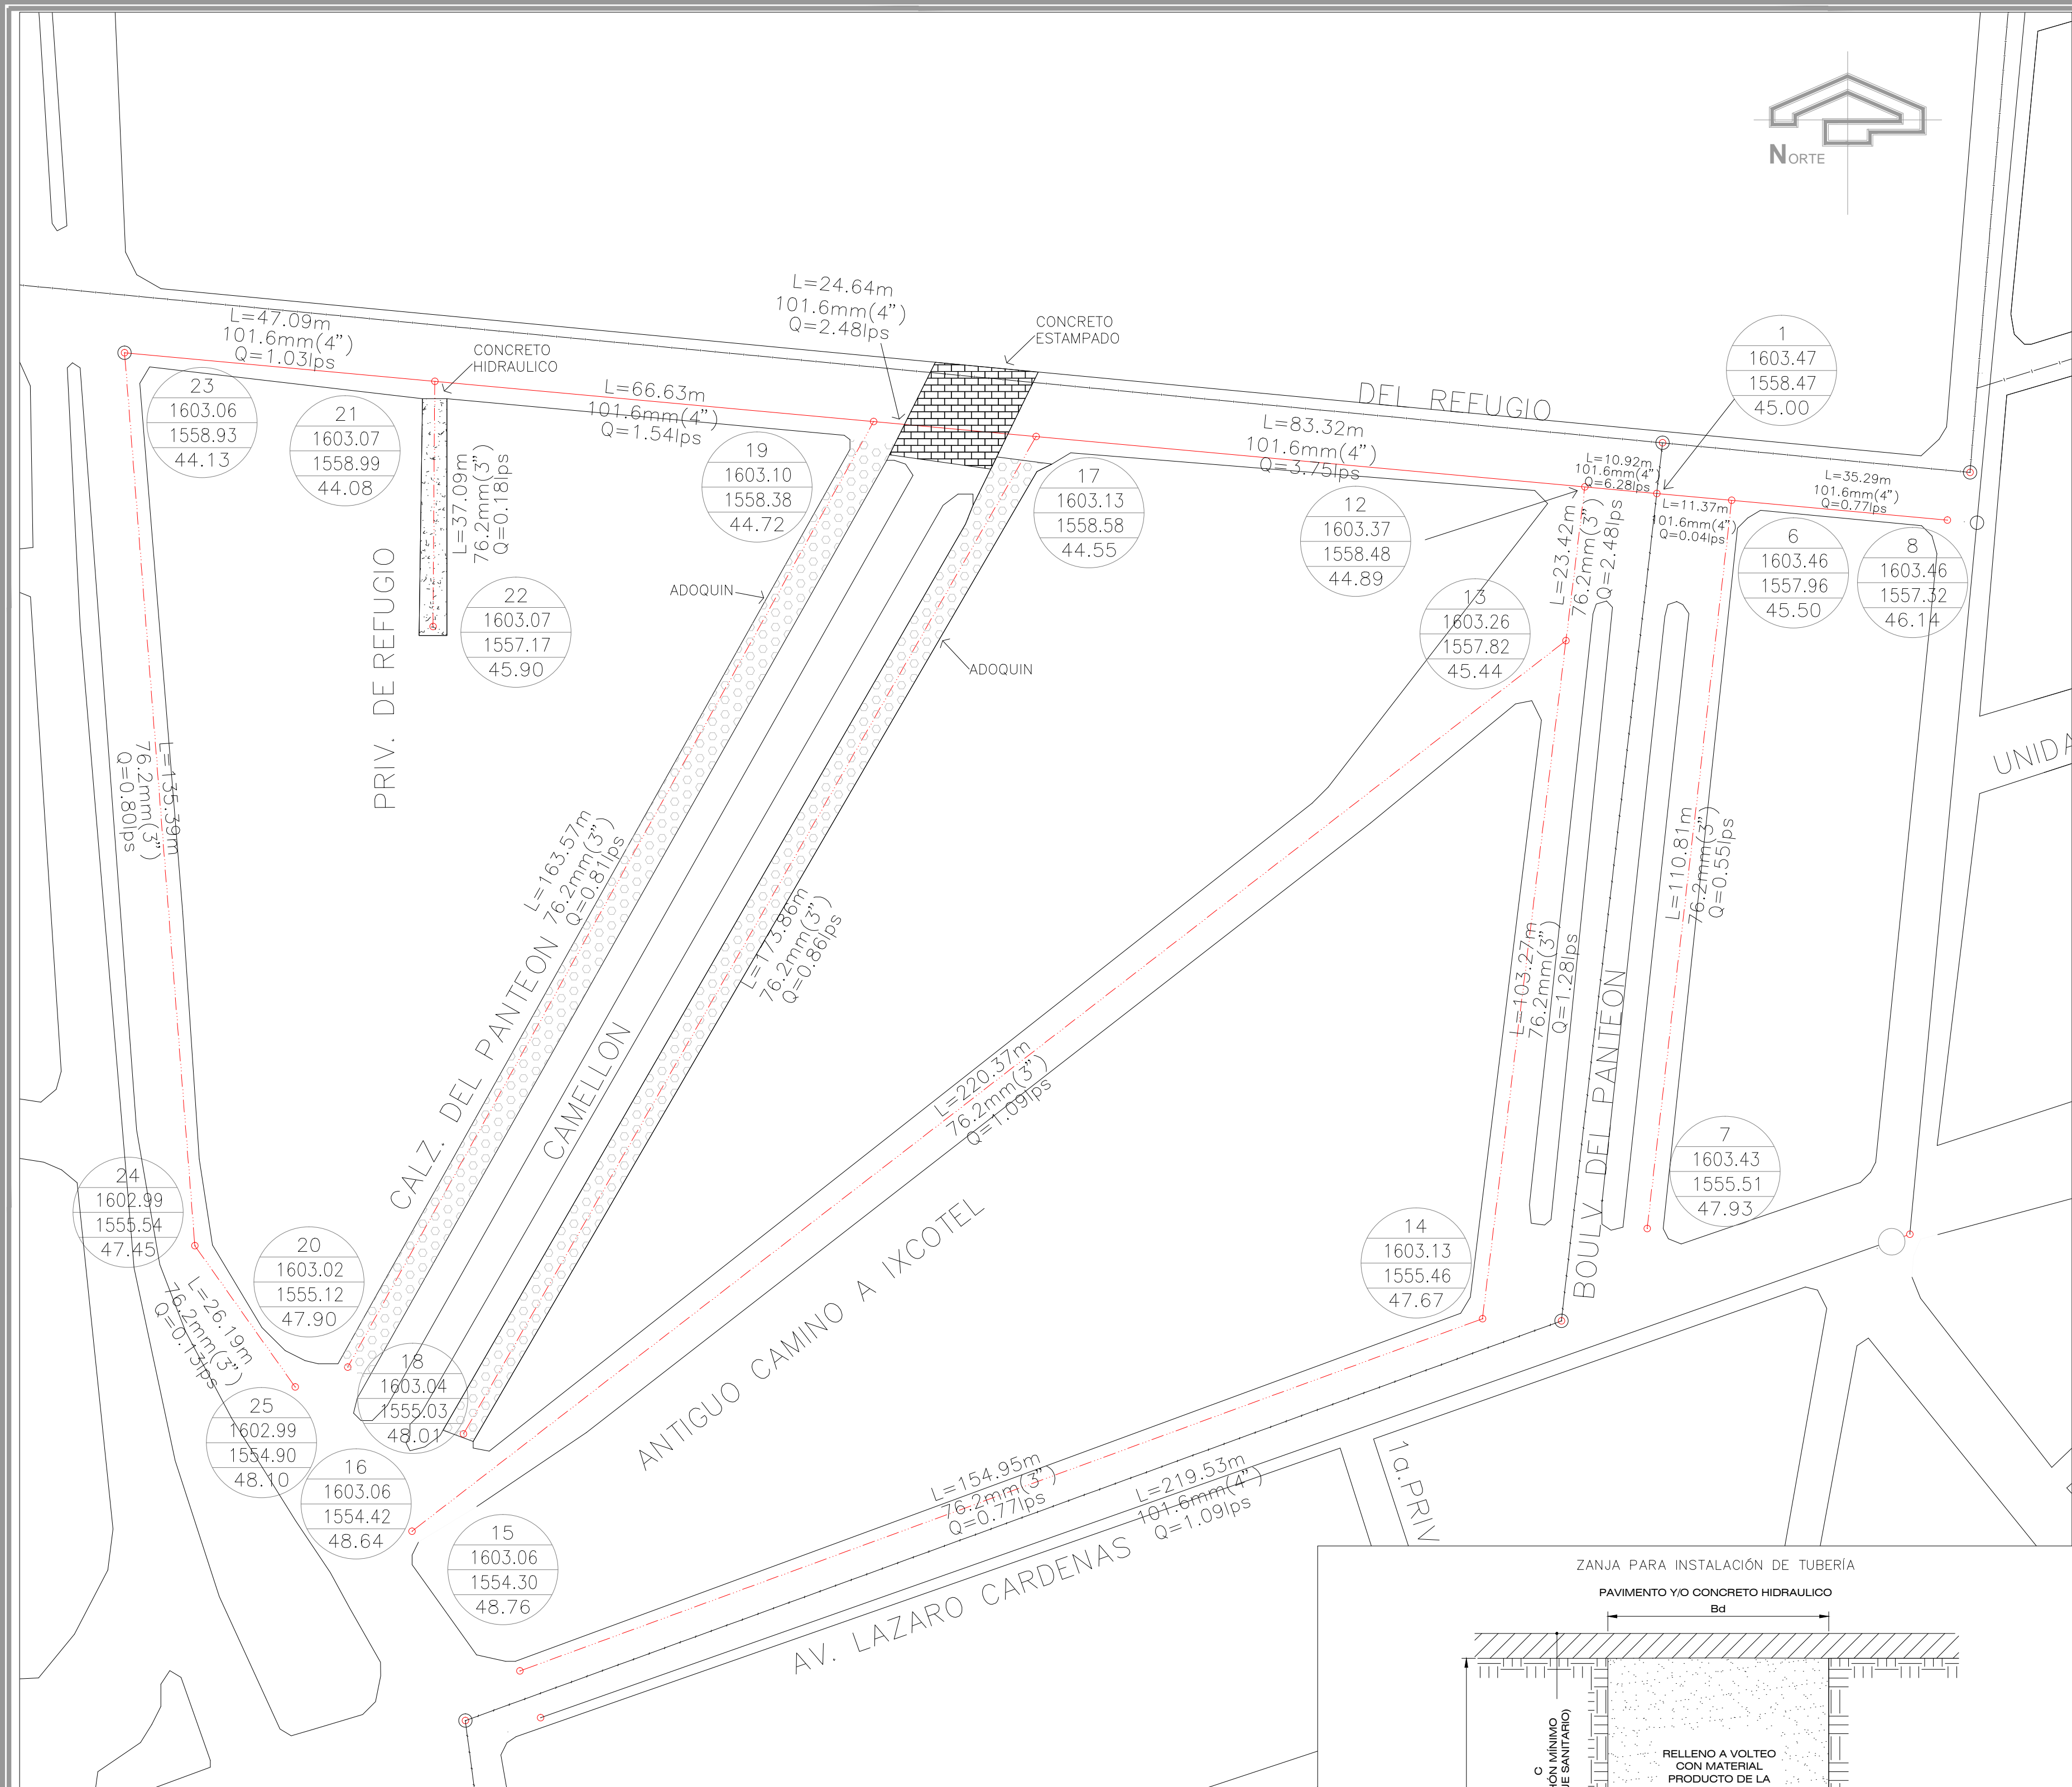 NORTE
L=24.64m
101.6mm(4")
Q=2.48lps
CONCRETO
ESTAMPADO
L=47.09m
101.6mm(4")
Q=1.03lps
CONCRETO
HIDRAULICO
L=66.63m
101.6mm(4")
Q=1.54lps
DEL REFUGIO
1
1603.47
1558.47
45.00
23
1603.06
1558.93
44.13
21
1603.07
1558.99
44.08
19
1603.10
1558.38
44.72
17
1603.13
1558.58
44.55
L=83.32m
101.6mm(4")
Q=3.75lps
L=10.92m
101.6mm(4")
Q=6.28lps
L=11.37m
101.6mm(4")
Q=0.04lps
L=35.29m
101.6mm(4")
Q=0.77lps
12
1603.37
1558.48
44.89
6
1603.46
1557.96
45.50
8
1603.46
1557.32
46.14
L=37.09m
76.2mm(3")
Q=0.18lps
L=23.42m
76.2mm(3")
Q=2.48lps
22
1603.07
1557.17
45.90
13
1603.26
1557.82
45.44
PRIV. DE REFUGIO
ADOQUIN
ADOQUIN
UNIDA
L=135.39m
76.2mm(3")
Q=0.80lps
L=163.57m
76.2mm(3")
Q=0.81lps
L=173.86m
76.2mm(3")
Q=0.86lps
L=110.81m
76.2mm(3")
Q=0.55lps
L=103.27m
76.2mm(3")
Q=1.28lps
CALZ. DEL PANTEON
CAMELLON
L=220.37m
76.2mm(3")
Q=1.09lps
BOULV. DEL PANTEON
7
1603.43
1555.51
47.93
24
1602.99
1555.54
47.45
20
1603.02
1555.12
47.90
14
1603.13
1555.46
47.67
ANTIGUO CAMINO A IXCOTEL
L=26.19m
76.2mm(3")
Q=0.13lps
18
1603.04
1555.03
48.01
25
1602.99
1554.90
48.10
16
1603.06
1554.42
48.64
15
1603.06
1554.30
48.76
L=154.95m
76.2mm(3")
Q=0.77lps
L=219.53m
101.6mm(4")
Q=1.09lps
AV. LAZARO CARDENAS
1a.PRIV
ZANJA PARA INSTALACIÓN DE TUBERÍA
PAVIMENTO Y/O CONCRETO HIDRAULICO
Bd
C
HÓN MÍNIMO
JE SANITARIO)
RELLENO A VOLTEO
CON MATERIAL
PRODUCTO DE LA